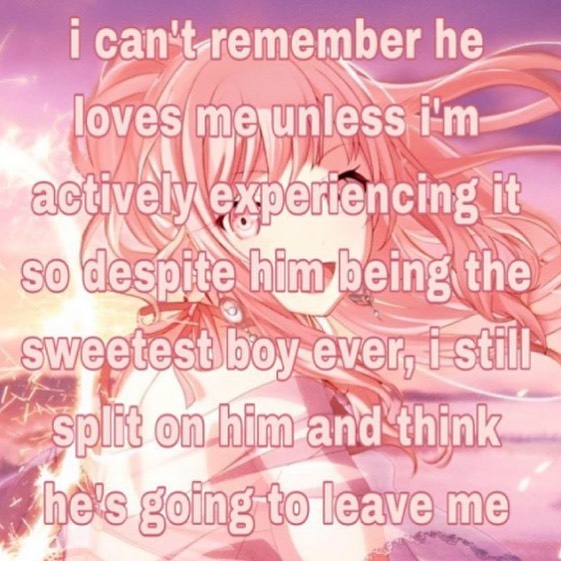 i can't remember he
loves me unless i'm
actively experiencing it
so despite him being the
sweetest boy ever, i still
split on him and think
he's going to leave me